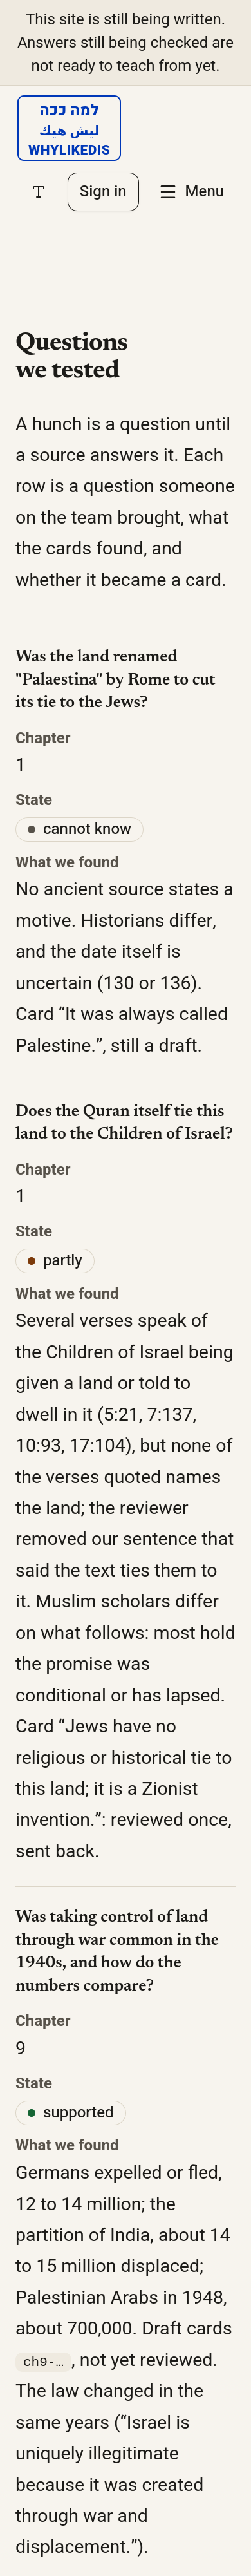 This site is still being written.
Answers still being checked are
not ready to teach from yet.
למה ככה
ليش هيك
WHYLIKEDIS
T Sign in Menu
Questions
we tested
A hunch is a question until
a source answers it. Each
row is a question someone
on the team brought, what
the cards found, and
whether it became a card.
Was the land renamed
"Palaestina" by Rome to cut
its tie to the Jews?
Chapter
1
State
cannot know
What we found
No ancient source states a
motive. Historians differ,
and the date itself is
uncertain (130 or 136).
Card “It was always called
Palestine.”, still a draft.
Does the Quran itself tie this
land to the Children of Israel?
Chapter
1
State
partly
What we found
Several verses speak of
the Children of Israel being
given a land or told to
dwell in it (5:21, 7:137,
10:93, 17:104), but none of
the verses quoted names
the land; the reviewer
removed our sentence that
said the text ties them to
it. Muslim scholars differ
on what follows: most hold
the promise was
conditional or has lapsed.
Card “Jews have no
religious or historical tie to
this land; it is a Zionist
invention.”: reviewed once,
sent back.
Was taking control of land
through war common in the
1940s, and how do the
numbers compare?
Chapter
9
State
supported
What we found
Germans expelled or fled,
12 to 14 million; the
partition of India, about 14
to 15 million displaced;
Palestinian Arabs in 1948,
about 700,000. Draft cards
ch9-…, not yet reviewed.
The law changed in the
same years (“Israel is
uniquely illegitimate
because it was created
through war and
displacement.”).